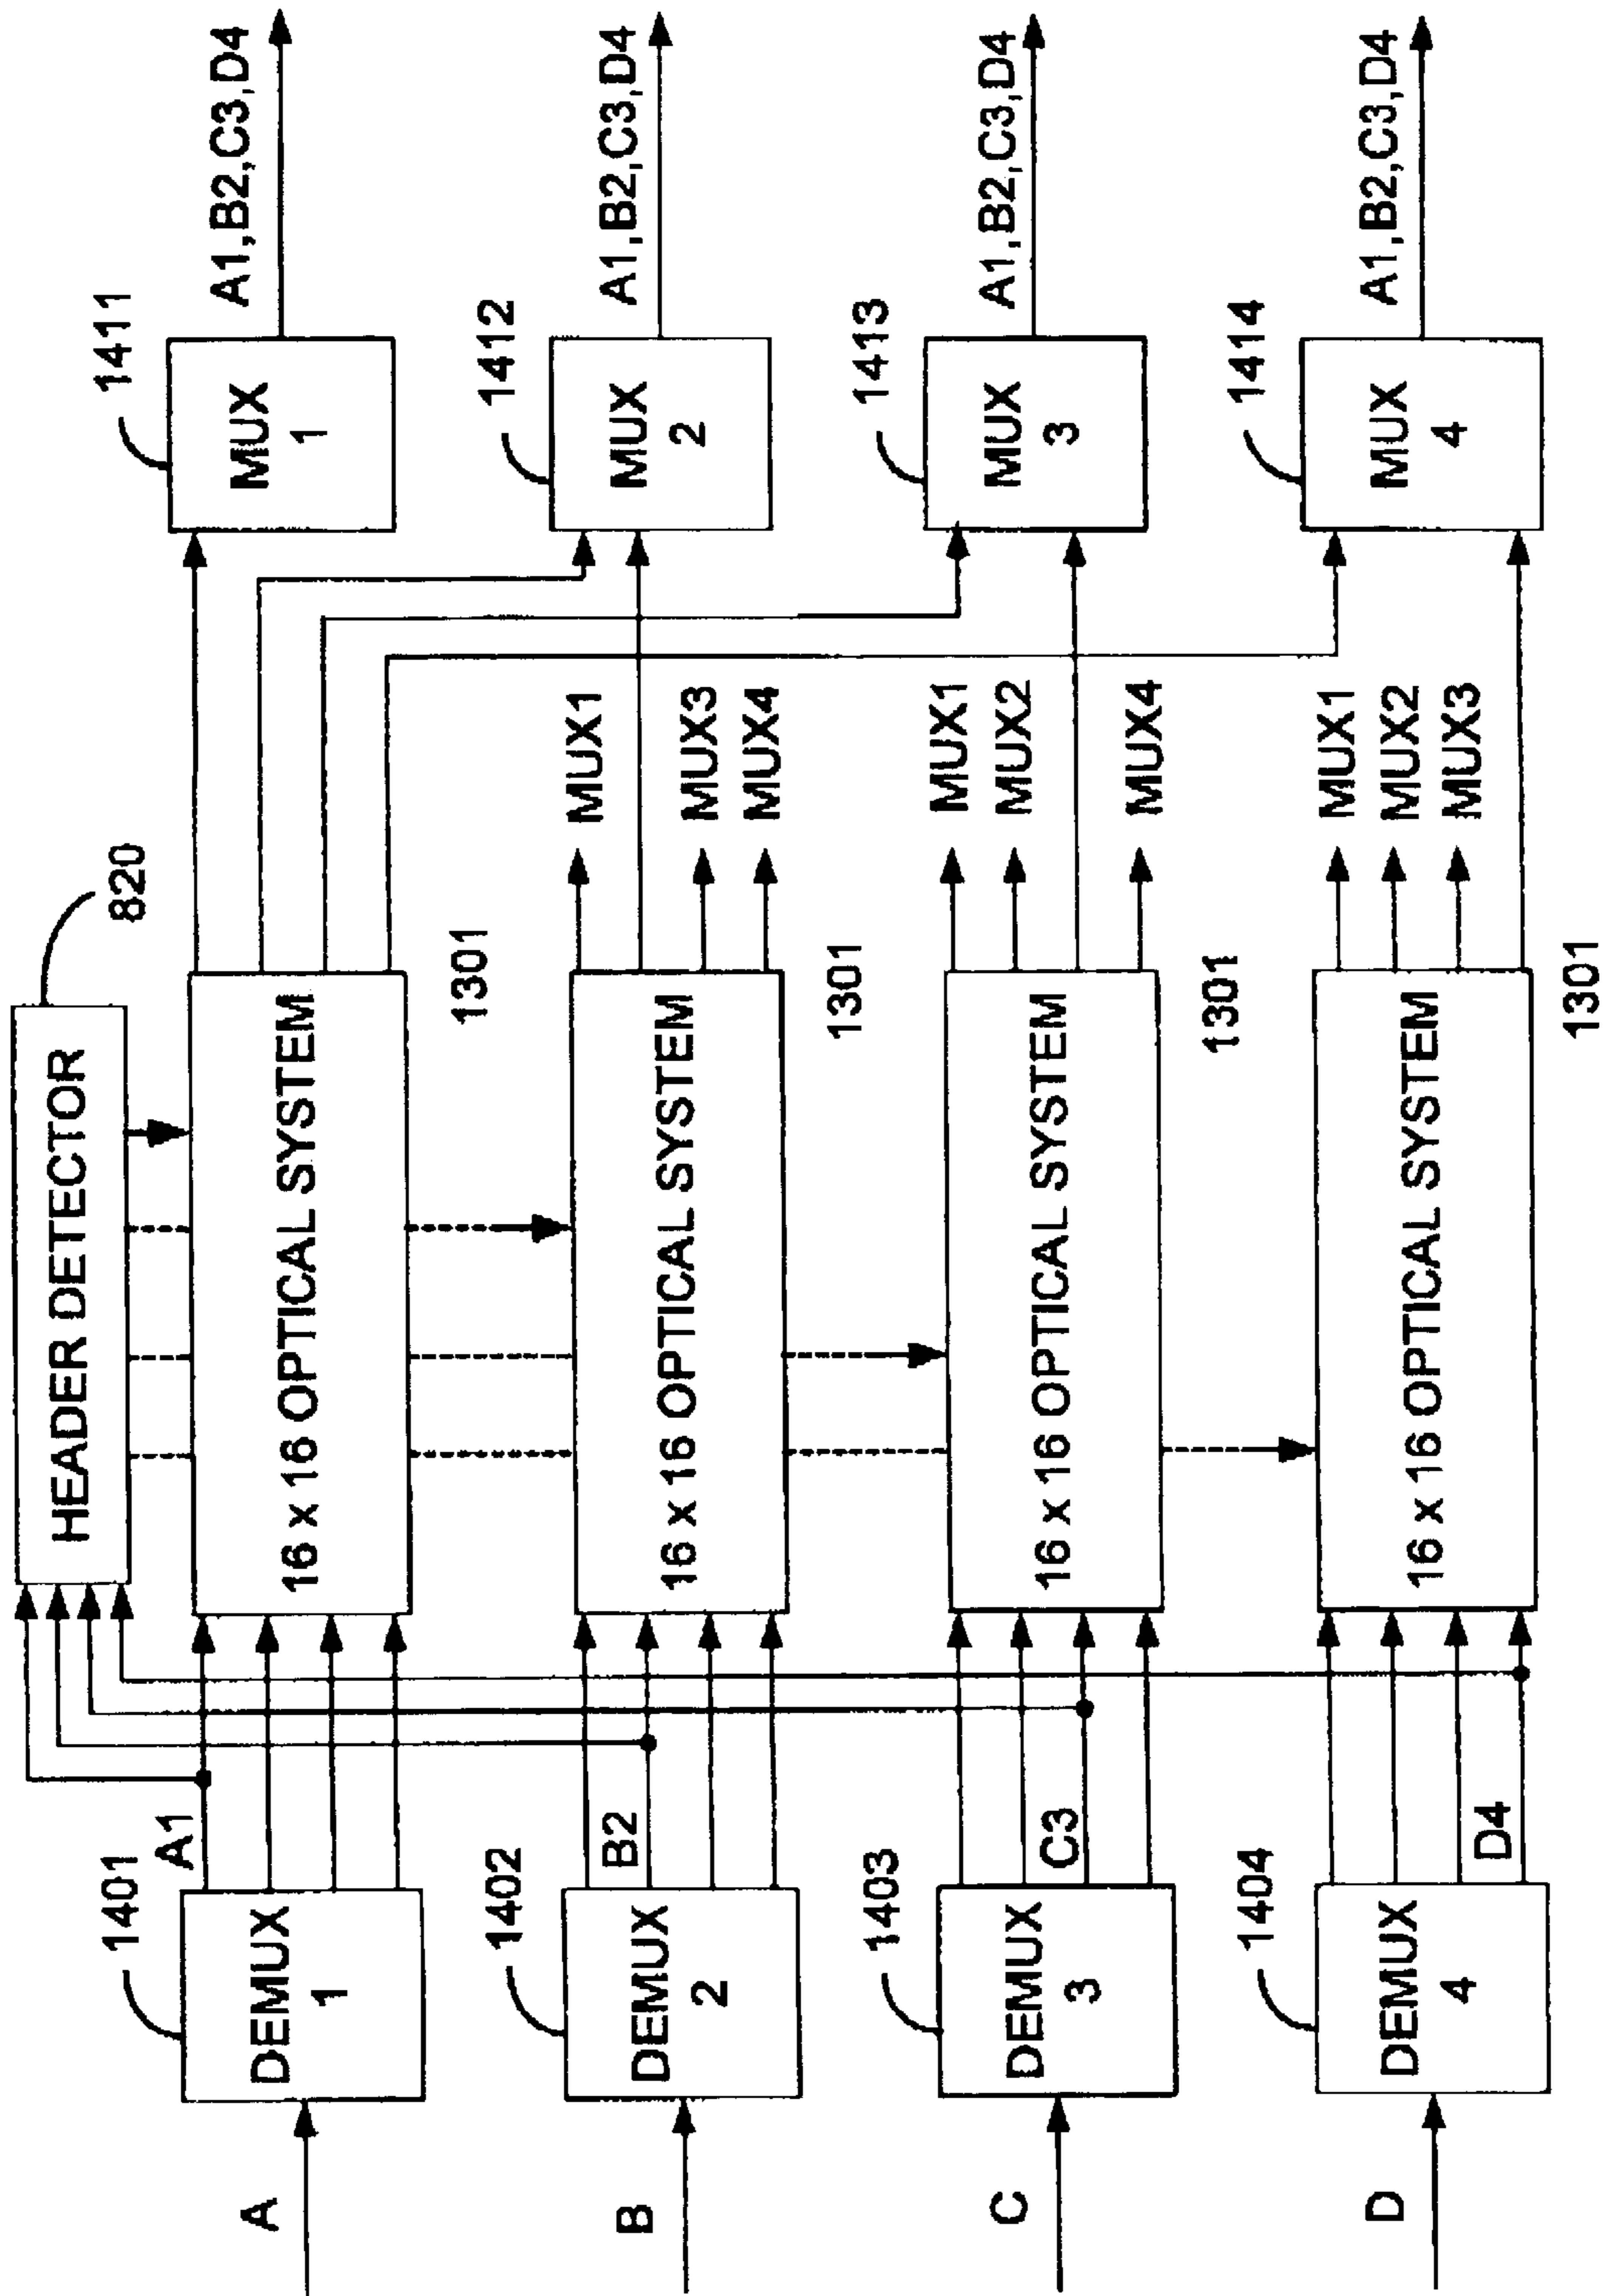 HEADER DETECTOR
820
A
1401
DEMUX
1
A1
16 x 16 OPTICAL SYSTEM
1301
1411
MUX
1
A1,B2,C3,D4
B
1402
DEMUX
2
B2
16 x 16 OPTICAL SYSTEM
1301
MUX1
MUX3
MUX4
1412
MUX
2
A1,B2,C3,D4
C
1403
DEMUX
3
C3
16 x 16 OPTICAL SYSTEM
1301
MUX1
MUX2
MUX4
1413
MUX
3
A1,B2,C3,D4
D
1404
DEMUX
4
D4
16 x 16 OPTICAL SYSTEM
1301
MUX1
MUX2
MUX3
1414
MUX
4
A1,B2,C3,D4